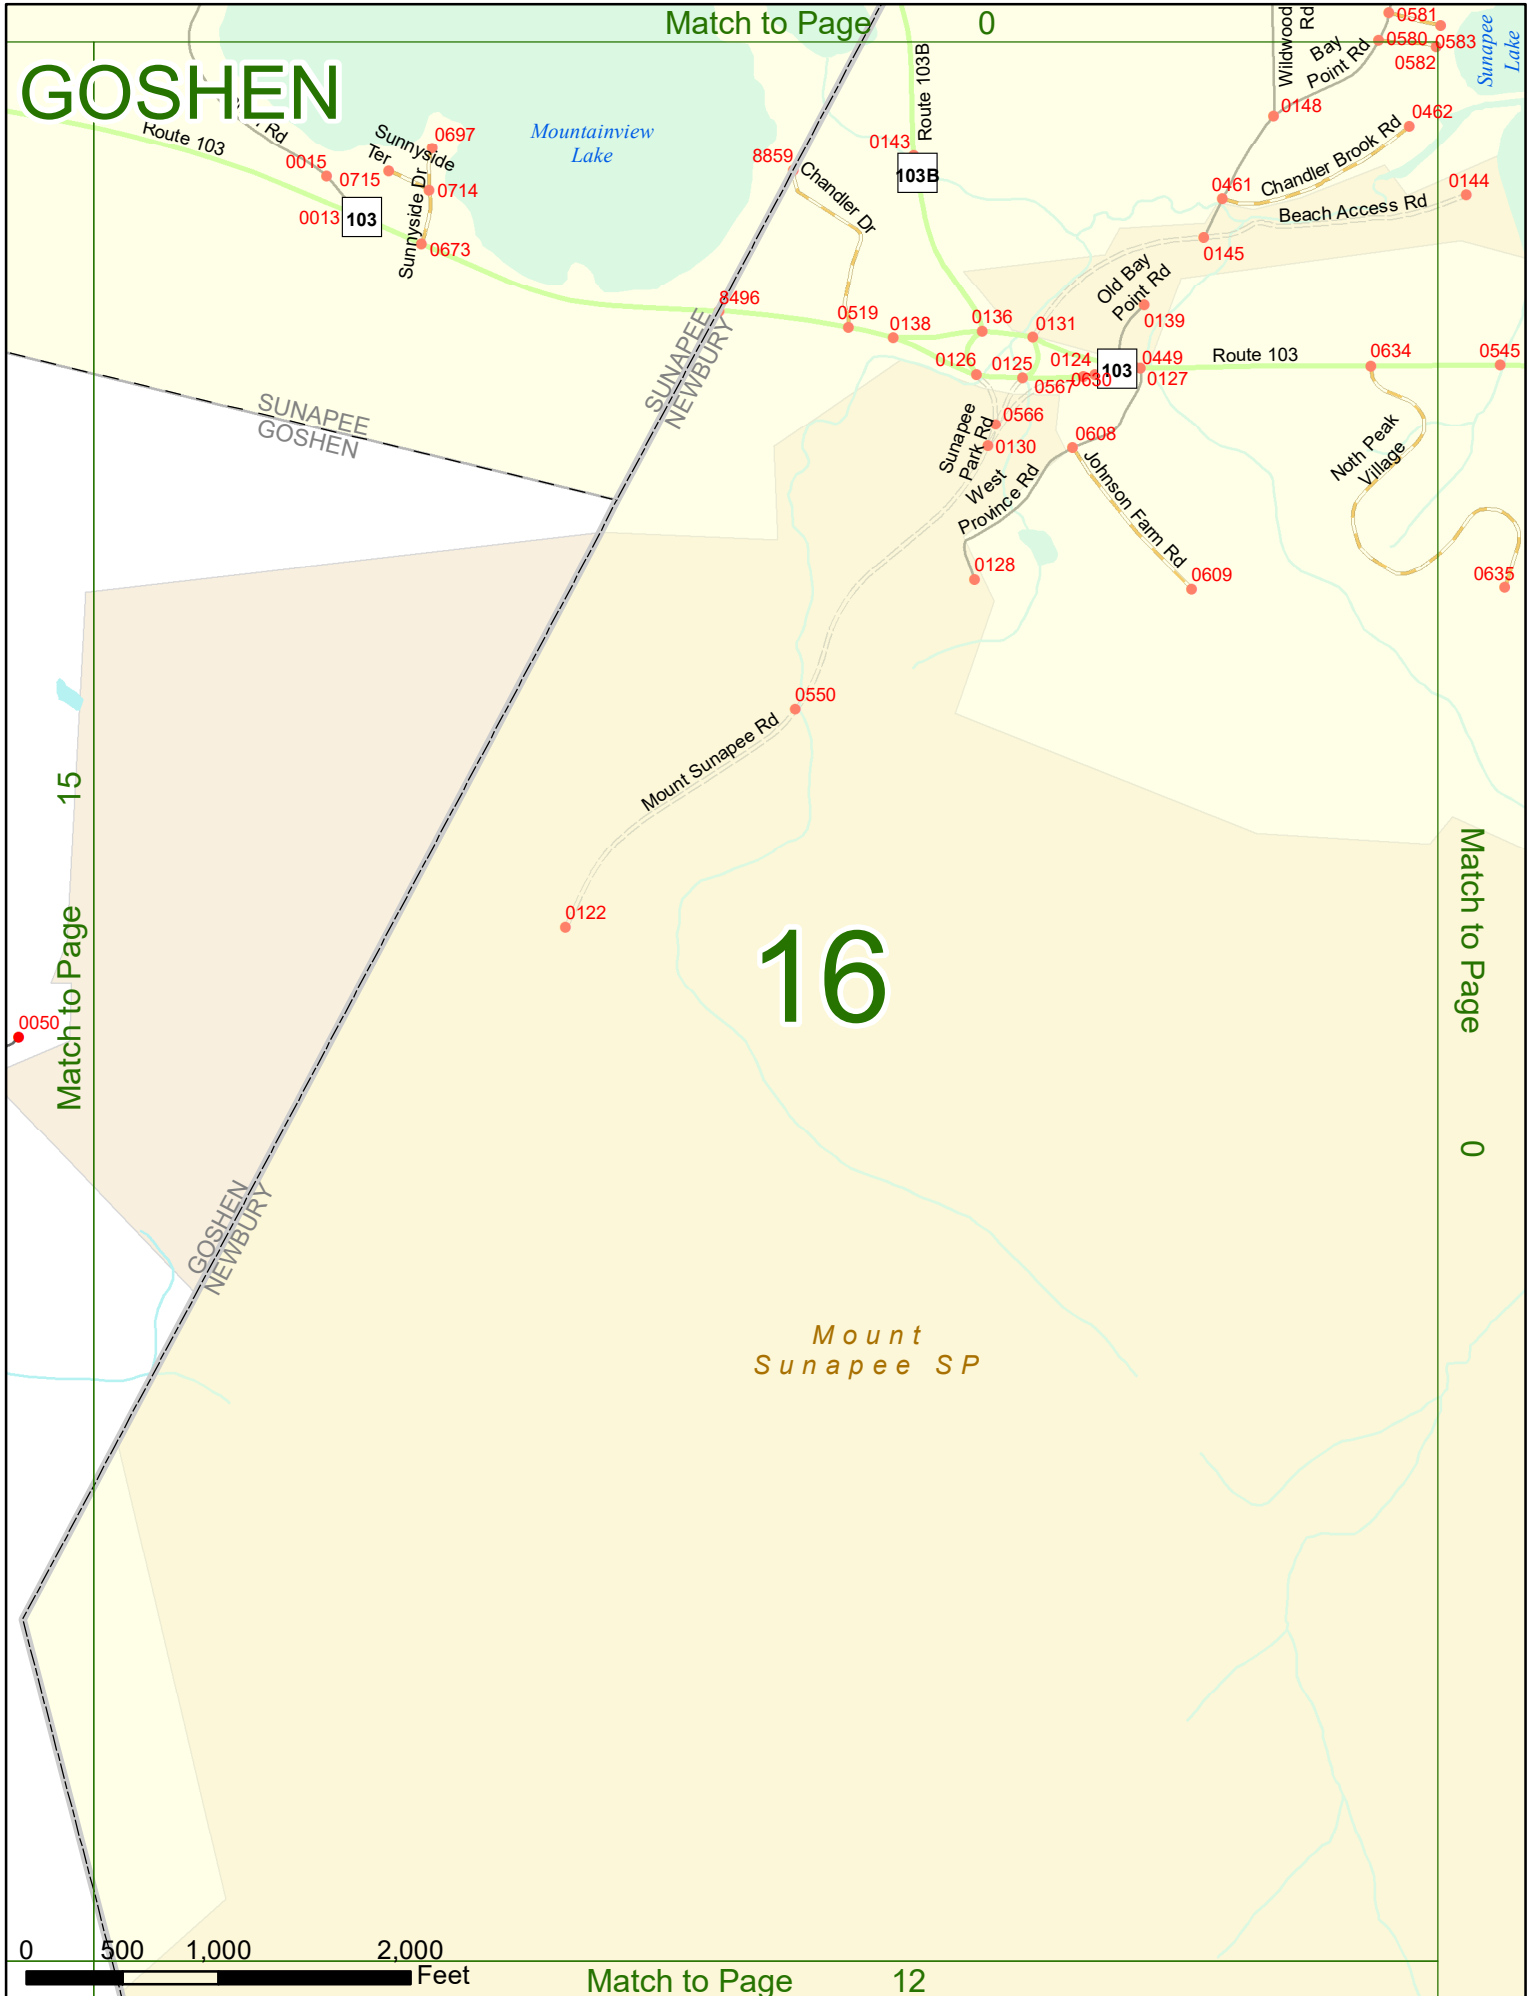 Match to Page 0
GOSHEN
Route 103
Rd
0015
0715
0013
103
Sunnyside
Ter
0697
0714
Sunnyside Dr
0673
Mountainview
Lake
8859
Chandler Dr
0143
103B
Route 103B
Wildwood
Rd
Bay
Point Rd
0581
0580
0583
0582
Sunapee
Lake
0148
0462
Chandler Brook Rd
0461
0144
Beach Access Rd
0145
Old Bay
Point Rd
0139
8496
0519
0138
0136
0131
0126
0125
0124
0567
0630
103
0449
0127
Route 103
0634
0545
SUNAPEE
NEWBURY
SUNAPEE
GOSHEN
Sunapee
Park Rd
0566
0130
0608
West
Province Rd
Johnson Farm Rd
Noth Peak
Village
0128
0609
0635
0550
Mount Sunapee Rd
0122
16
Match to Page 15
0050
Match to Page 0
GOSHEN
NEWBURY
Mount
Sunapee SP
0 500 1,000 2,000
Feet
Match to Page 12